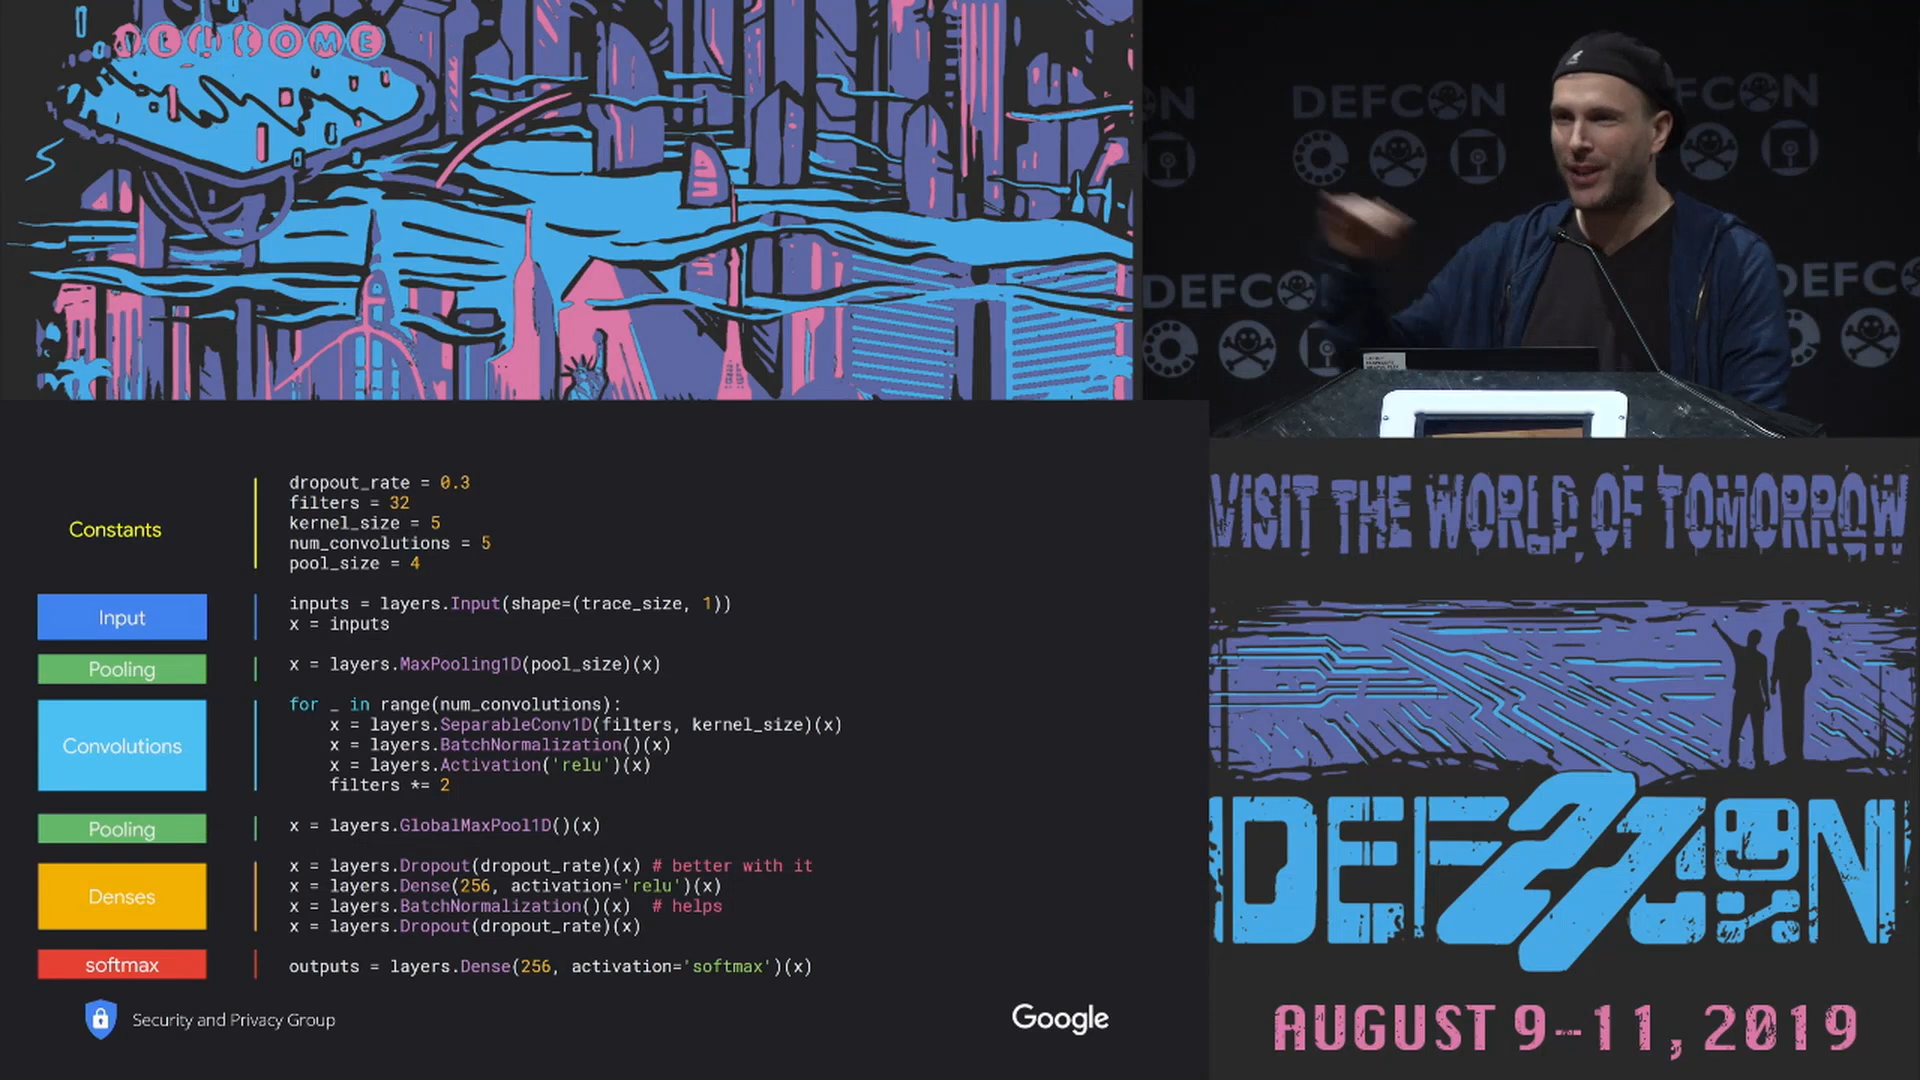 WELCOME
DEFCON
DEFCON
dropout_rate = 0.3
filters = 32
kernel_size = 5
num_convolutions = 5
pool_size = 4
Constants
Input
inputs = layers.Input(shape=(trace_size, 1))
x = inputs
Pooling
x = layers.MaxPooling1D(pool_size)(x)
Convolutions
for _ in range(num_convolutions):
x = layers.SeparableConv1D(filters, kernel_size)(x)
x = layers.BatchNormalization()(x)
x = layers.Activation('relu')(x)
filters *= 2
Pooling
x = layers.GlobalMaxPool1D()(x)
Denses
x = layers.Dropout(dropout_rate)(x) # better with it
x = layers.Dense(256, activation='relu')(x)
x = layers.BatchNormalization()(x) # helps
x = layers.Dropout(dropout_rate)(x)
softmax
outputs = layers.Dense(256, activation='softmax')(x)
Security and Privacy Group
Google
VISIT THE WORLD OF TOMORROW
DEFCON 27
AUGUST 9-11, 2019